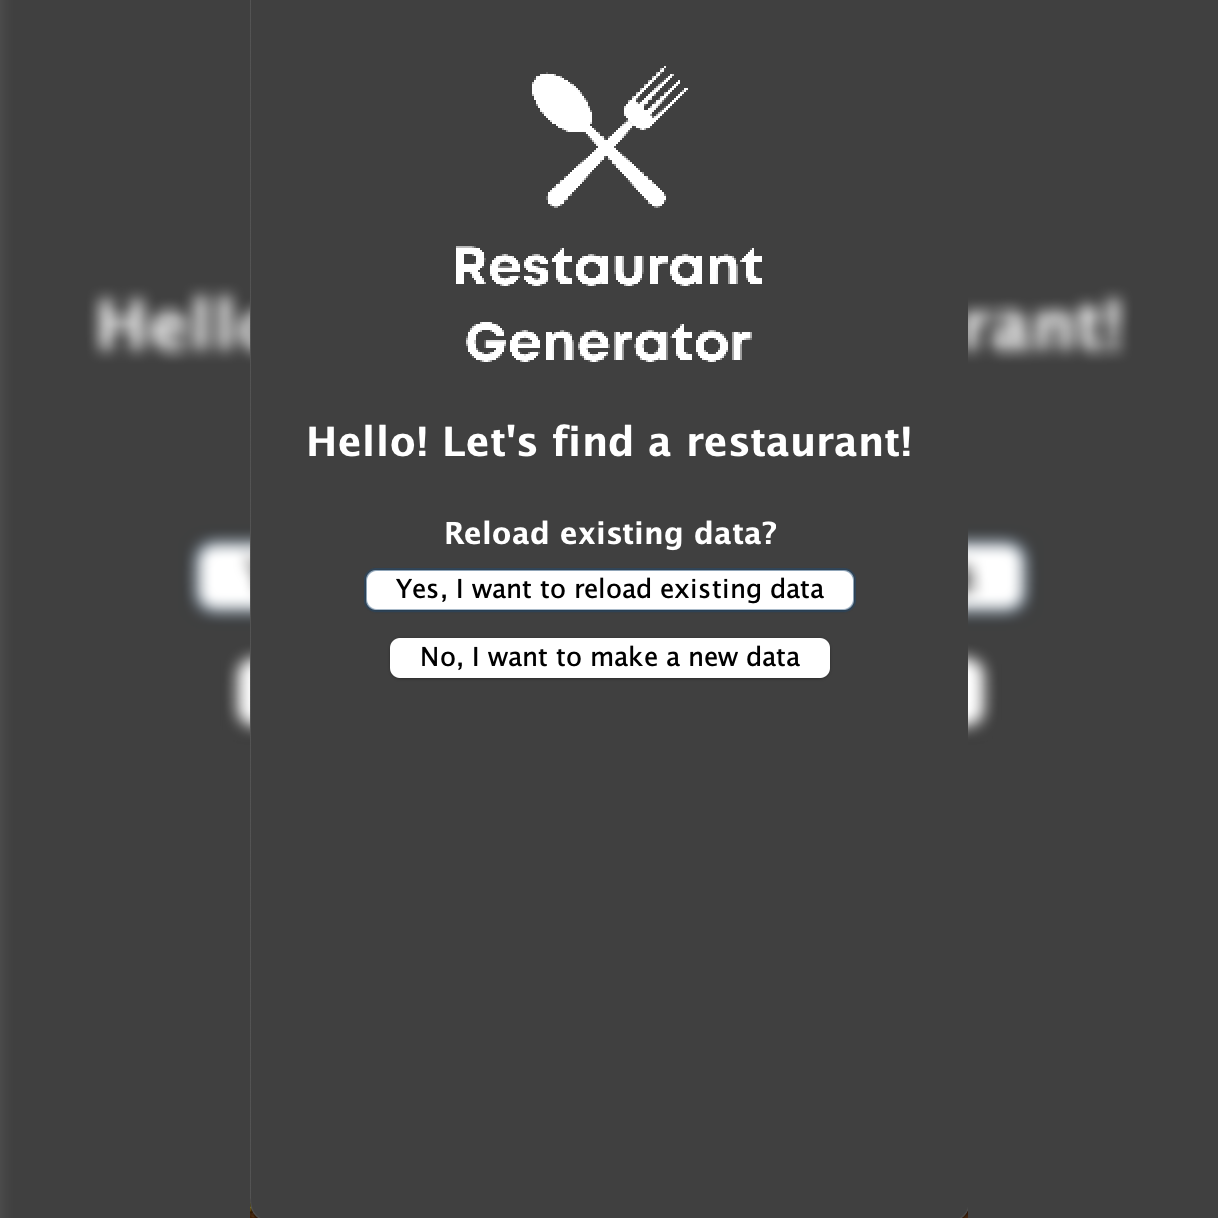 Restaurant
Generator
Hello! Let's find a restaurant!
Reload existing data?
Yes, I want to reload existing data
No, I want to make a new data